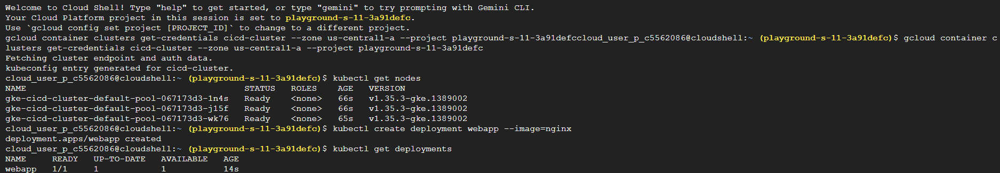 Welcome to Cloud Shell! Type "help" to get started, or type "gemini" to try prompting with Gemini CLI.
Your Cloud Platform project in this session is set to playground-s-11-3a91defc.
Use `gcloud config set project [PROJECT_ID]` to change to a different project.
gcloud container clusters get-credentials cicd-cluster --zone us-central1-a --project playground-s-11-3a91defccloud_user_p_c5562086@cloudshell:~ (playground-s-11-3a91defc)$ gcloud container c
lusters get-credentials cicd-cluster --zone us-central1-a --project playground-s-11-3a91defc
Fetching cluster endpoint and auth data.
kubeconfig entry generated for cicd-cluster.
cloud_user_p_c5562086@cloudshell:~ (playground-s-11-3a91defc)$ kubectl get nodes
NAME                                          STATUS   ROLES    AGE   VERSION
gke-cicd-cluster-default-pool-067173d3-1n4s   Ready    <none>   66s   v1.35.3-gke.1389002
gke-cicd-cluster-default-pool-067173d3-j15f   Ready    <none>   66s   v1.35.3-gke.1389002
gke-cicd-cluster-default-pool-067173d3-wk76   Ready    <none>   65s   v1.35.3-gke.1389002
cloud_user_p_c5562086@cloudshell:~ (playground-s-11-3a91defc)$ kubectl create deployment webapp --image=nginx
deployment.apps/webapp created
cloud_user_p_c5562086@cloudshell:~ (playground-s-11-3a91defc)$ kubectl get deployments
NAME     READY   UP-TO-DATE   AVAILABLE   AGE
webapp   1/1     1            1           14s